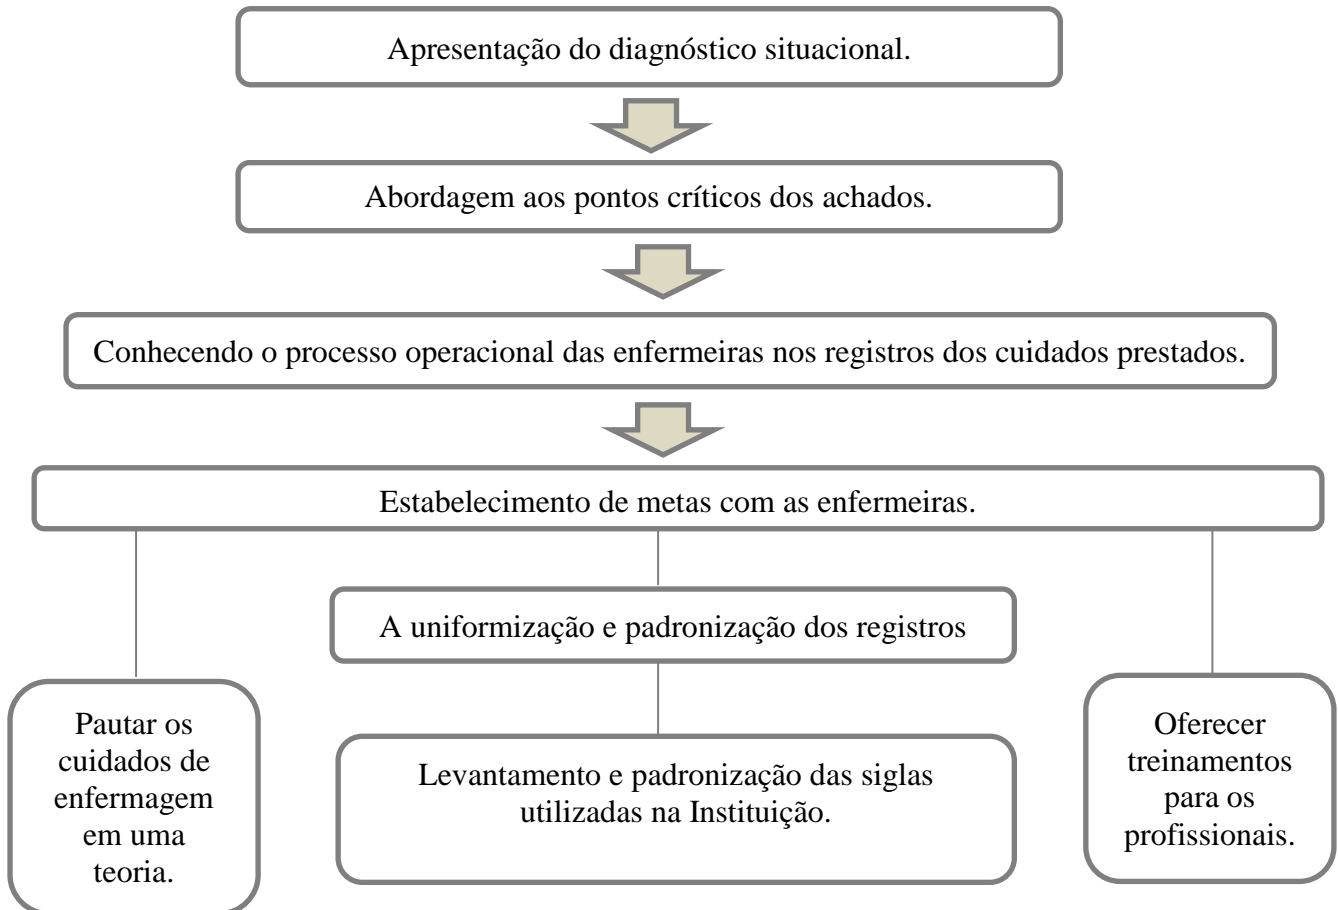 Apresentação do diagnóstico situacional.
Abordagem aos pontos críticos dos achados.
Conhecendo o processo operacional das enfermeiras nos registros dos cuidados prestados.
Estabelecimento de metas com as enfermeiras.
A uniformização e padronização dos registros
Pautar os
cuidados de
enfermagem
em uma
teoria.
Levantamento e padronização das siglas
utilizadas na Instituição.
Oferecer
treinamentos
para os
profissionais.